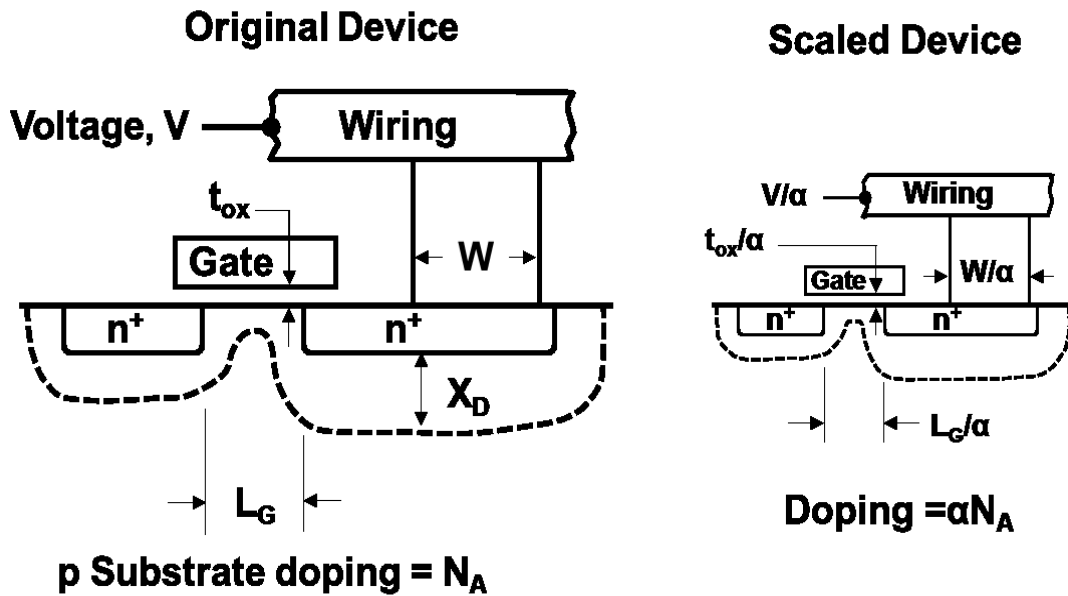 Original Device
Voltage, V
Wiring
tox
Gate
W
n+
n+
XD
LG
p Substrate doping = NA
Scaled Device
V/α
Wiring
tox/α
Gate
W/α
n+
n+
LG/α
Doping =αNA